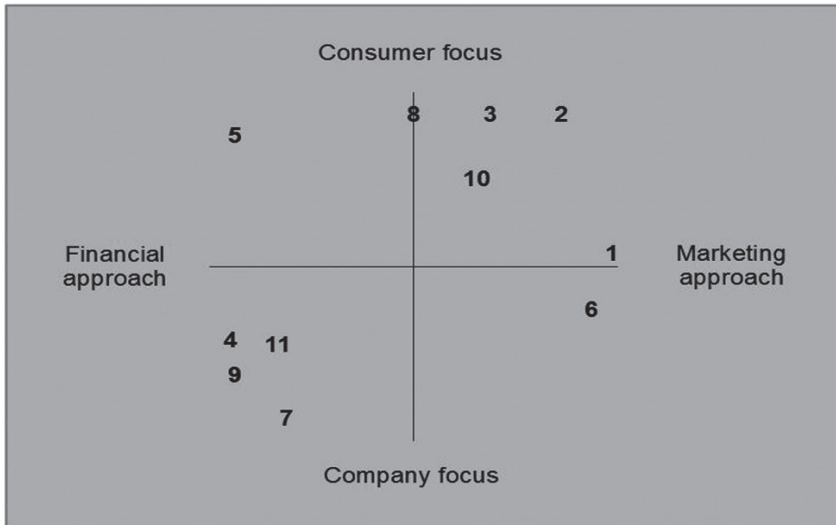 Consumer focus
8 3 2
5
10
Financial
approach
1
Marketing
approach
6
4 11
9
7
Company focus